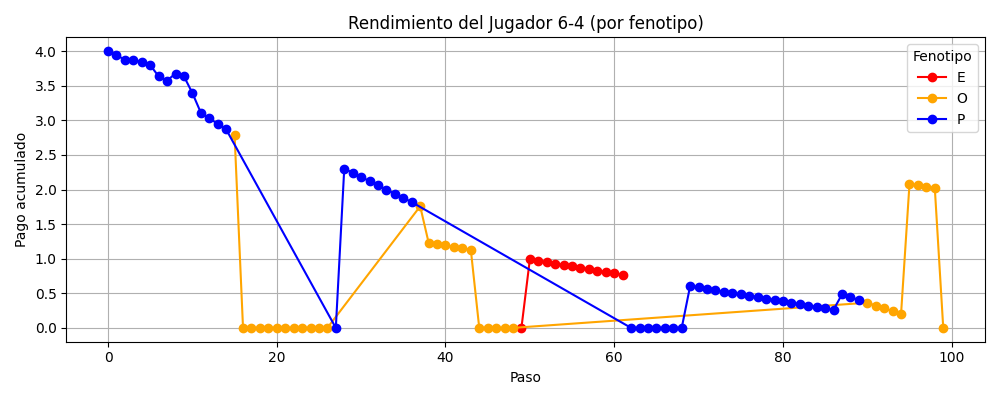 Rendimiento del Jugador 6-4 (por fenotipo)
Pago acumulado
4.0
3.5
3.0
2.5
2.0
1.5
1.0
0.5
0.0
Fenotipo
E
O
P
0 20 40 60 80 100
Paso